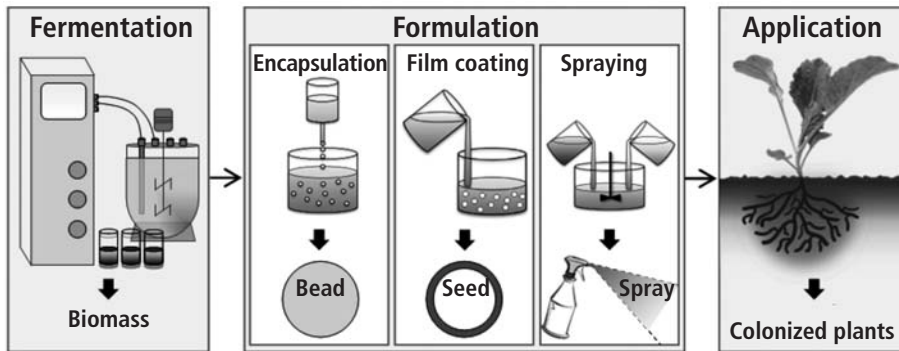 Fermentation
Biomass
Formulation
Encapsulation
Bead
Film coating
Seed
Spraying
Spray
Application
Colonized plants